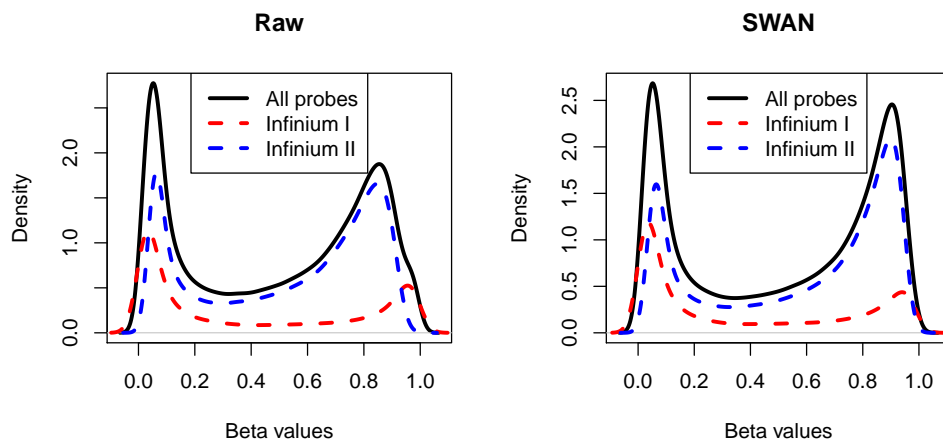 Raw
All probes
Infinium I
Infinium II
Density
0.0
1.0
2.0
0.0 0.2 0.4 0.6 0.8 1.0
Beta values
SWAN
All probes
Infinium I
Infinium II
Density
0.0 0.5 1.0 1.5 2.0 2.5
0.0 0.2 0.4 0.6 0.8 1.0
Beta values